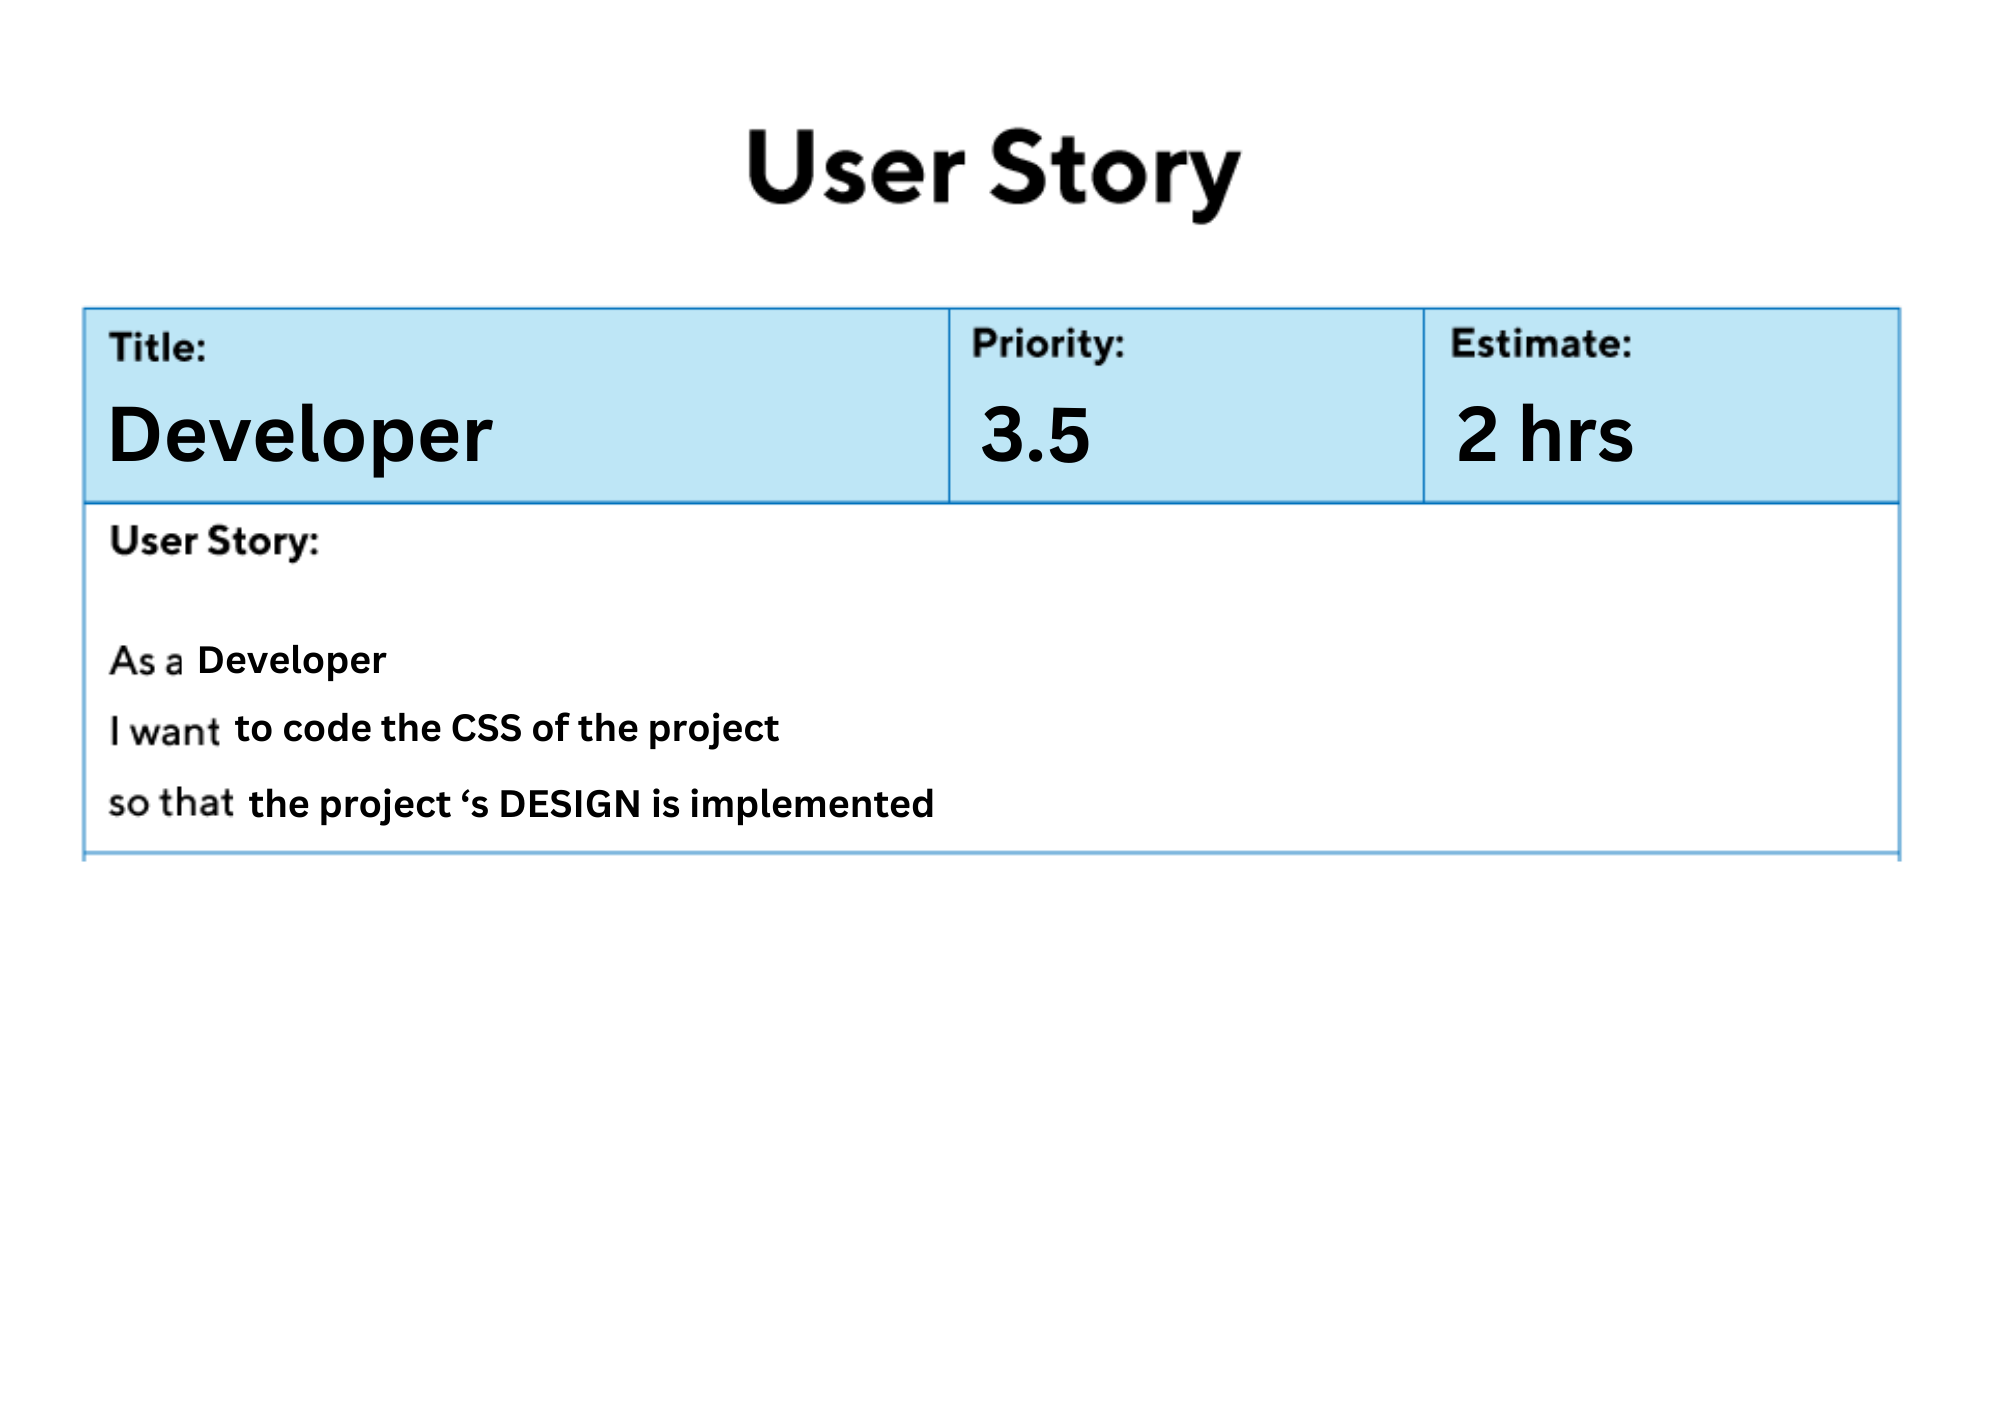 User Story
Title:
Developer
Priority:
3.5
Estimate:
2 hrs
User Story:
As a Developer
I want to code the CSS of the project
so that the project ‘s DESIGN is implemented